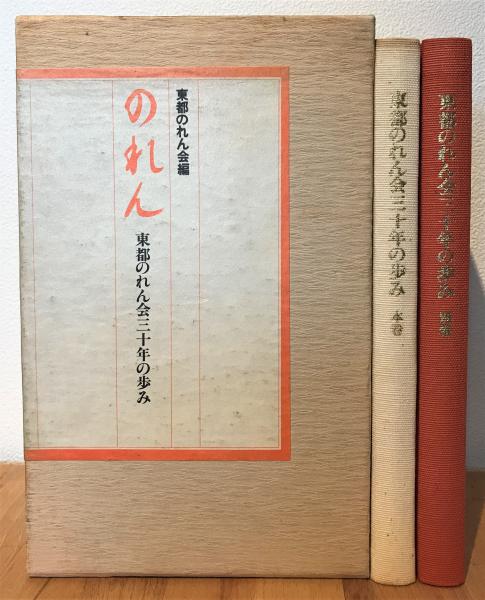 東都のれん会編
のれん
東都のれん会三十年の歩み
東都のれん会三十年の歩み 本巻
東都のれん会三十年の歩み 別巻